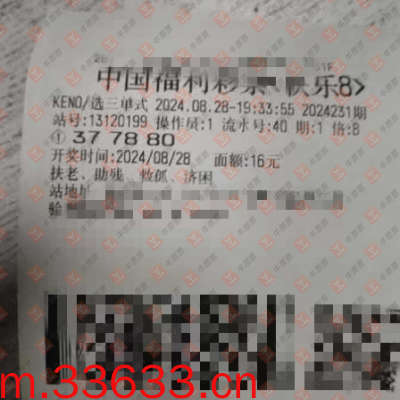 中国福利彩票<快乐8>
KENO/选三单式 2024.08.28-19:33:55 2024231期
站号:13120199 操作员:1 流水号:40 期:1 倍:8
① 37 78 80
开奖时间:2024/08/28 面额:16元
扶老、助残、救孤、济困
站地址
验
m.33633.cn